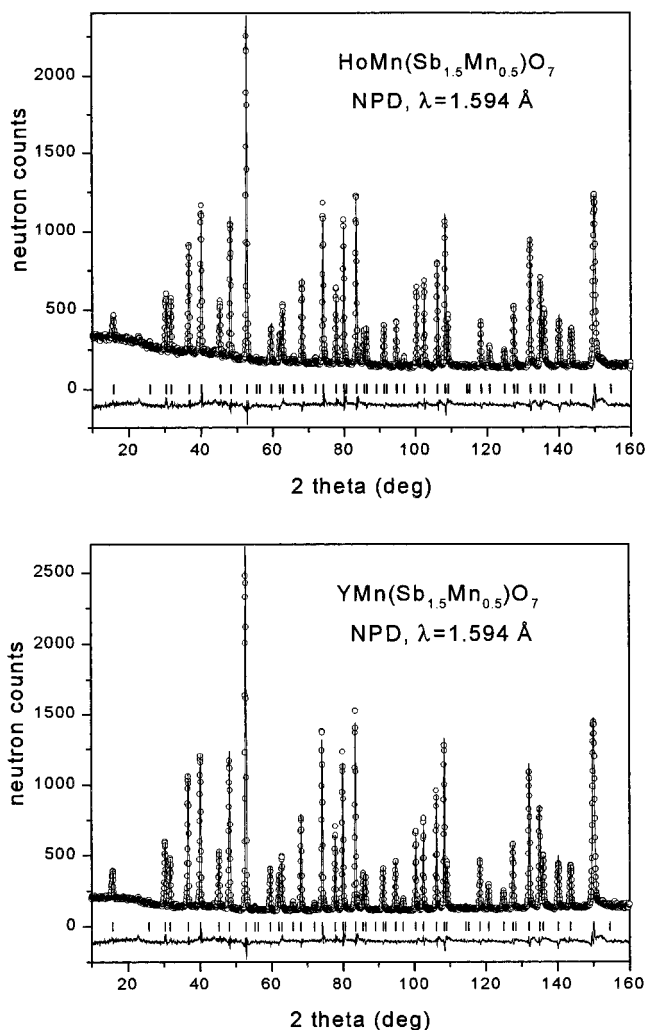 HoMn(Sb₁.₅Mn₀.₅)O₇
NPD, λ=1.594 Å
neutron counts
2000
1500
1000
500
0
20 40 60 80 100 120 140 160
2 theta (deg)
YMn(Sb₁.₅Mn₀.₅)O₇
NPD, λ=1.594 Å
neutron counts
2500
2000
1500
1000
500
0
20 40 60 80 100 120 140 160
2 theta (deg)